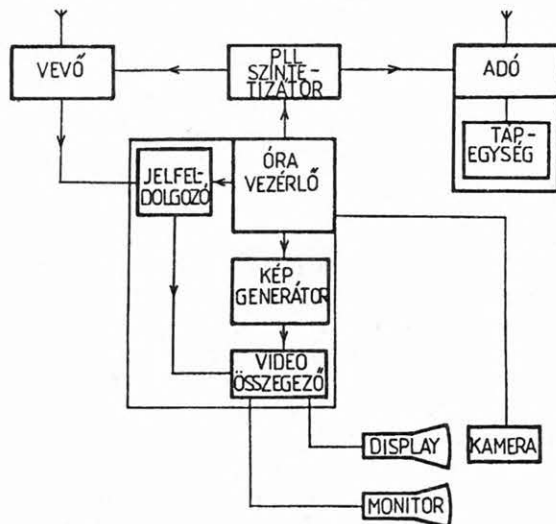 VEVŐ
PLL
SZINTE-
TIZÁTOR
ADÓ
TÁP-
EGYSÉG
JELFEL-
DOLGOZÓ
ÓRA
VEZÉRLŐ
KÉP
GENERÁTOR
VIDEO
ÖSSZEGEZŐ
DISPLAY
KAMERA
MONITOR